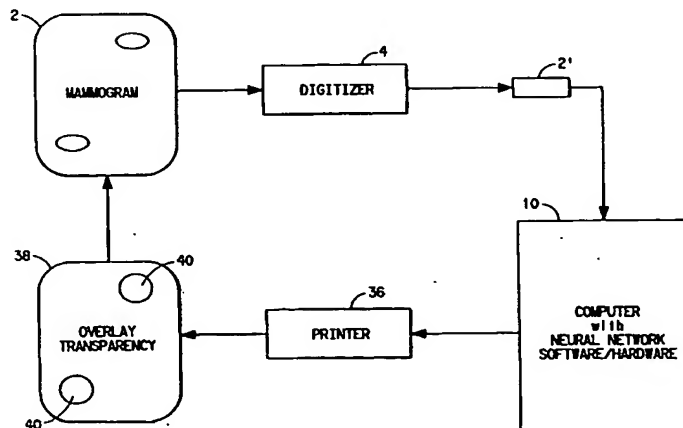 2
MAMMOGRAM
4
DIGITIZER
2'
10
COMPUTER
with
NEURAL NETWORK
SOFTWARE/HARDWARE
36
PRINTER
38
40
OVERLAY
TRANSPARENCY
40